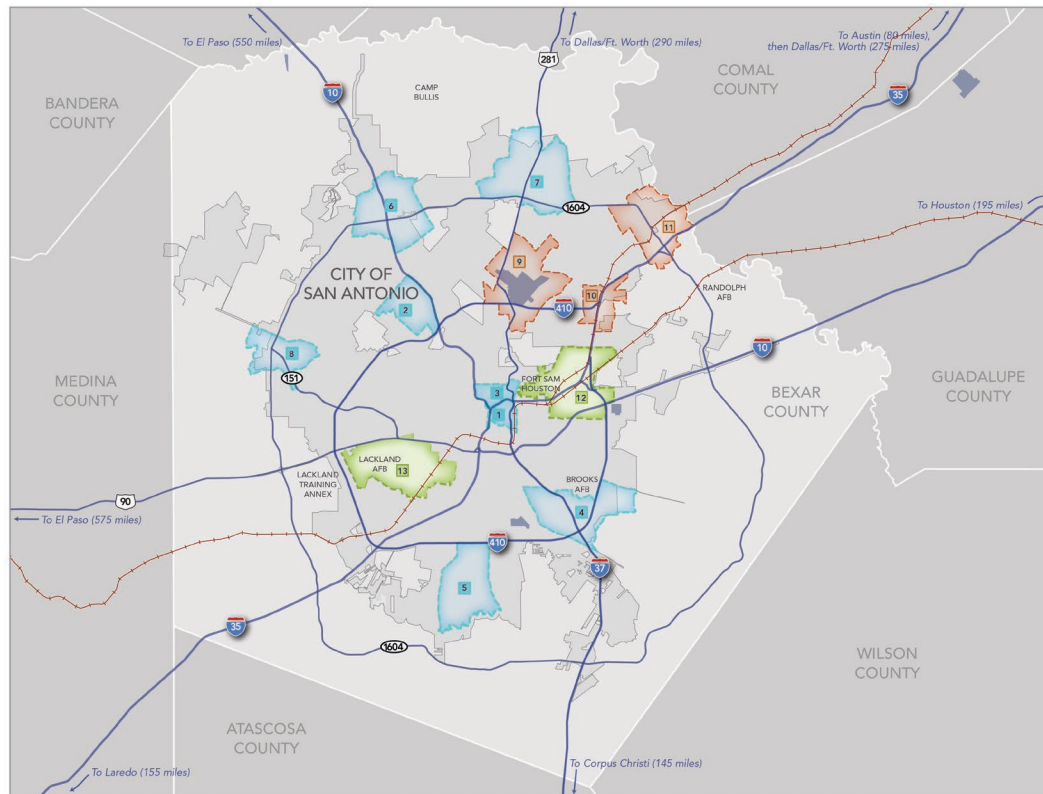 To El Paso (550 miles)
To Dallas/Ft. Worth (290 miles)
To Austin (80 miles),
then Dallas/Ft. Worth (275 miles)
281
10
35
CAMP
BULLIS
COMAL
COUNTY
BANDERA
COUNTY
7
6
1604
To Houston (195 miles)
11
9
CITY OF
SAN ANTONIO
10
RANDOLPH
AFB
2
410
8
10
151
FORT SAM
HOUSTON
MEDINA
COUNTY
3
12
BEXAR
COUNTY
GUADALUPE
COUNTY
1
LACKLAND
AFB
13
LACKLAND
TRAINING
ANNEX
BROOKS
AFB
90
4
To El Paso (575 miles)
410
37
5
35
1604
WILSON
COUNTY
ATASCOSA
COUNTY
To Laredo (155 miles)
To Corpus Christi (145 miles)